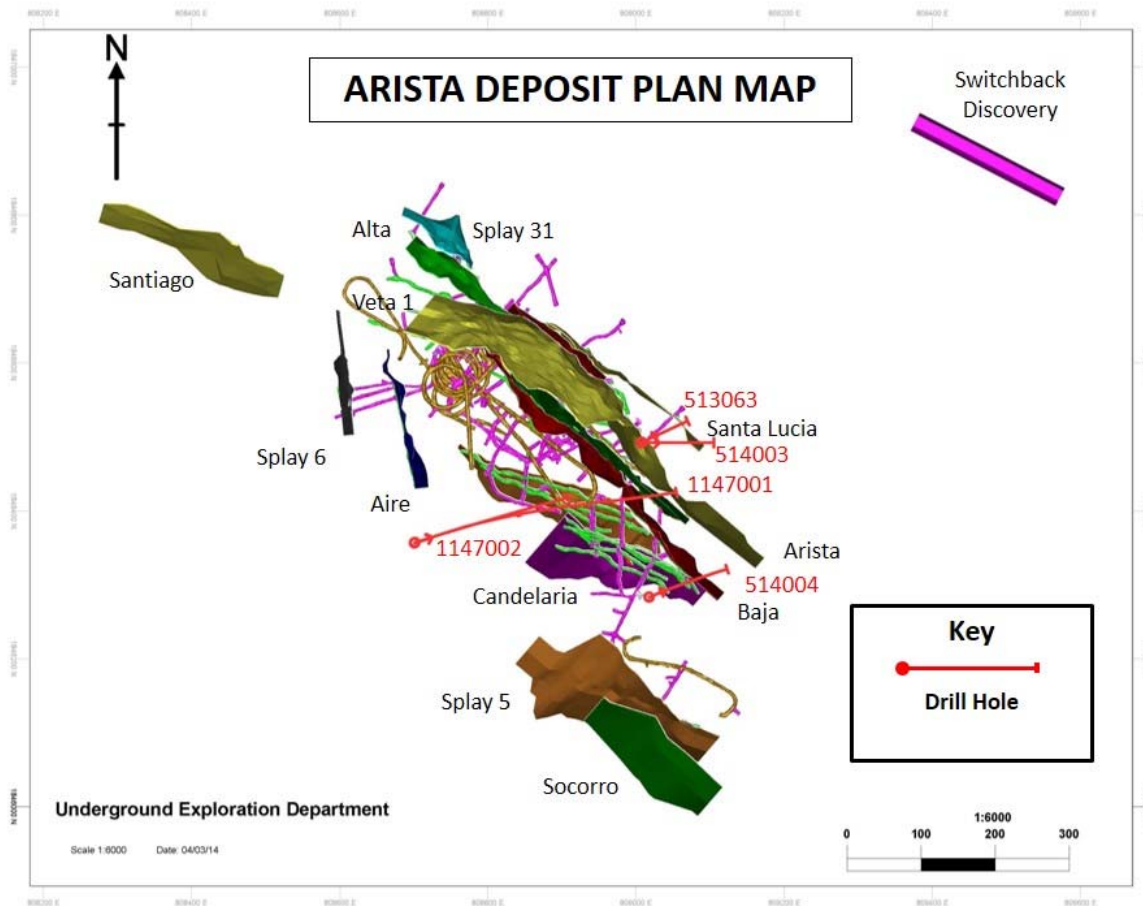 N
ARISTA DEPOSIT PLAN MAP
Switchback
Discovery
Alta
Splay 31
Santiago
Veta 1
513063
Santa Lucia
514003
Splay 6
1147001
Aire
1147002
Arista
514004
Candelaria
Baja
Key
Drill Hole
Splay 5
Socorro
Underground Exploration Department
Scale 1:6000 Date: 04/03/14
1:6000
0 100 200 300